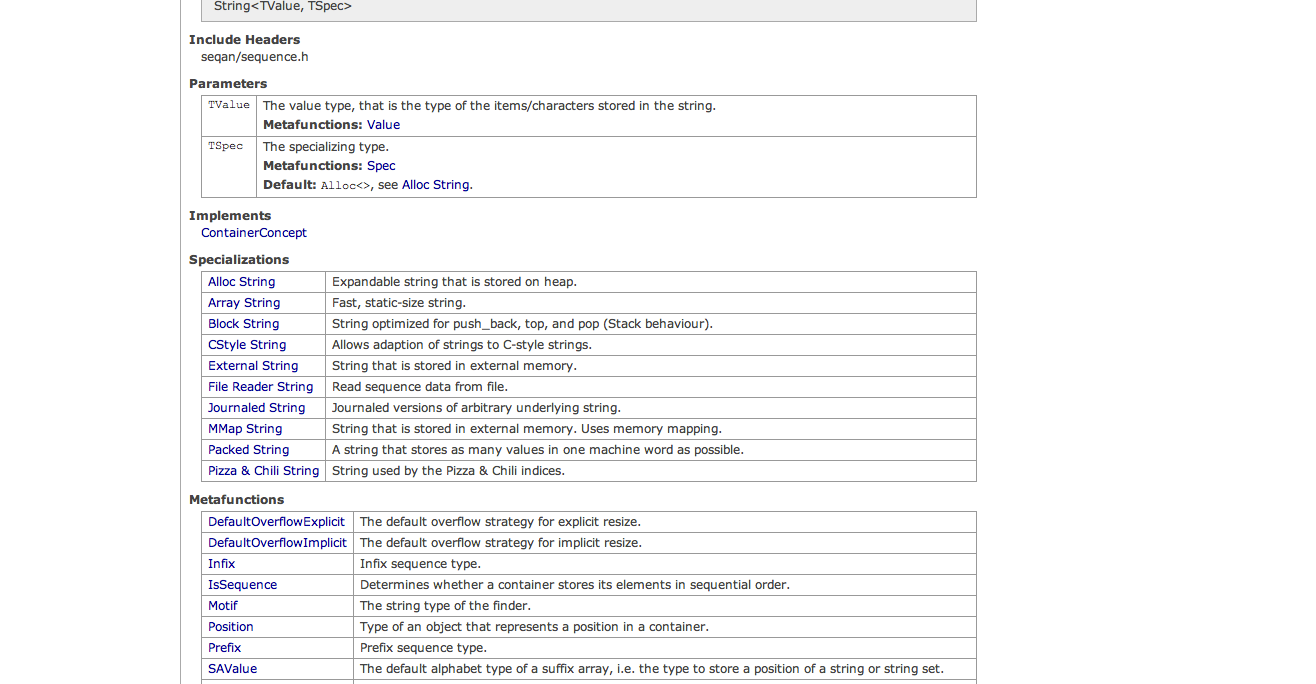 String<TValue, TSpec>
Include Headers
seqan/sequence.h
Parameters
TValue The value type, that is the type of the items/characters stored in the string.
Metafunctions: Value
TSpec The specializing type.
Metafunctions: Spec
Default: Alloc<>, see Alloc String.
Implements
ContainerConcept
Specializations
Alloc String Expandable string that is stored on heap.
Array String Fast, static-size string.
Block String String optimized for push_back, top, and pop (Stack behaviour).
CStyle String Allows adaption of strings to C-style strings.
External String String that is stored in external memory.
File Reader String Read sequence data from file.
Journaled String Journaled versions of arbitrary underlying string.
MMap String String that is stored in external memory. Uses memory mapping.
Packed String A string that stores as many values in one machine word as possible.
Pizza & Chili String String used by the Pizza & Chili indices.
Metafunctions
DefaultOverflowExplicit The default overflow strategy for explicit resize.
DefaultOverflowImplicit The default overflow strategy for implicit resize.
Infix Infix sequence type.
IsSequence Determines whether a container stores its elements in sequential order.
Motif The string type of the finder.
Position Type of an object that represents a position in a container.
Prefix Prefix sequence type.
SAValue The default alphabet type of a suffix array, i.e. the type to store a position of a string or string set.